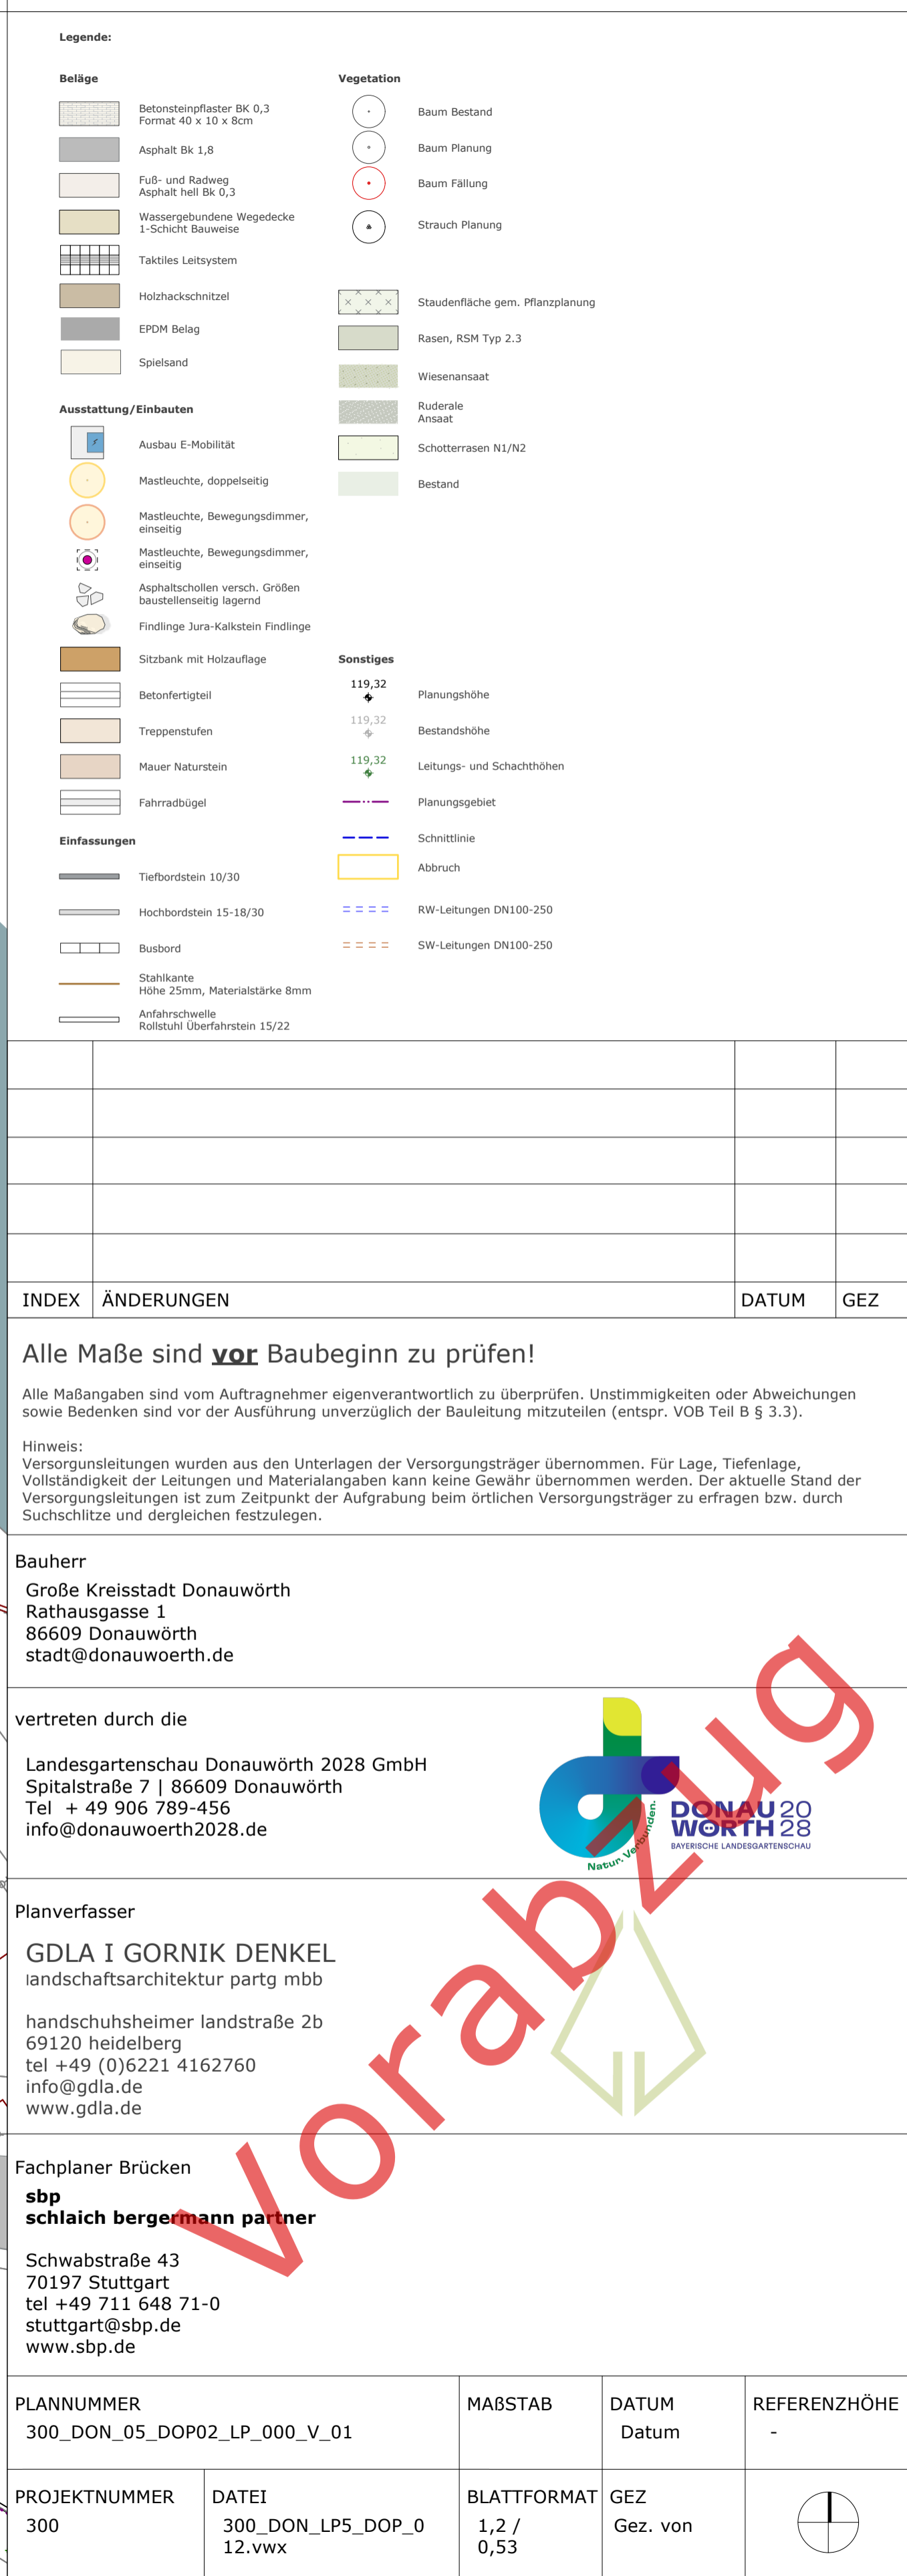 Legende:
Beläge
Betonsteinpflaster BK 0,3
Format 40 x 10 x 8cm
Asphalt Bk 1,8
Fuß- und Radweg
Asphalt hell Bk 0,3
Wassergebundene Wegedecke
1-Schicht Bauweise
Taktiles Leitsystem
Holzhackschnitzel
EPDM Belag
Spielsand
Ausstattung/Einbauten
Ausbau E-Mobilität
Mastleuchte, doppelseitig
Mastleuchte, Bewegungsdimmer,
einseitig
Mastleuchte, Bewegungsdimmer,
einseitig
Asphaltschollen versch. Größen
baustellenseitig lagernd
Findlinge Jura-Kalkstein Findlinge
Sitzbank mit Holzauflage
Betonfertigteil
Treppenstufen
Mauer Naturstein
Fahrradbügel
Einfassungen
Tiefbordstein 10/30
Hochbordstein 15-18/30
Busbord
Stahlkante
Höhe 25mm, Materialstärke 8mm
Anfahrschwelle
Rollstuhl Überfahrstein 15/22
Vegetation
Baum Bestand
Baum Planung
Baum Fällung
Strauch Planung
Staudenfläche gem. Pflanzplanung
Rasen, RSM Typ 2.3
Wiesenansaat
Ruderale
Ansaat
Schotterrasen N1/N2
Bestand
Sonstiges
119,32
Planungshöhe
119,32
Bestandshöhe
119,32
Leitungs- und Schachthöhen
Planungsgebiet
Schnittlinie
Abbruch
RW-Leitungen DN100-250
SW-Leitungen DN100-250
INDEX ÄNDERUNGEN DATUM GEZ
Alle Maße sind vor Baubeginn zu prüfen!
Alle Maßangaben sind vom Auftragnehmer eigenverantwortlich zu überprüfen. Unstimmigkeiten oder Abweichungen
sowie Bedenken sind vor der Ausführung unverzüglich der Bauleitung mitzuteilen (entspr. VOB Teil B § 3.3).
Hinweis:
Versorgunsleitungen wurden aus den Unterlagen der Versorgungsträger übernommen. Für Lage, Tiefenlage,
Vollständigkeit der Leitungen und Materialangaben kann keine Gewähr übernommen werden. Der aktuelle Stand der
Versorgungsleitungen ist zum Zeitpunkt der Aufgrabung beim örtlichen Versorgungsträger zu erfragen bzw. durch
Suchschlitze und dergleichen festzulegen.
Bauherr
Große Kreisstadt Donauwörth
Rathausgasse 1
86609 Donauwörth
stadt@donauwoerth.de
vertreten durch die
Landesgartenschau Donauwörth 2028 GmbH
Spitalstraße 7 | 86609 Donauwörth
Tel + 49 906 789-456
info@donauwoerth2028.de
Natur. Verbunden.
DONAU 20
WÖRTH 28
BAYERISCHE LANDESGARTENSCHAU
Vorabzug
Planverfasser
GDLA I GORNIK DENKEL
landschaftsarchitektur partg mbb
handschuhsheimer landstraße 2b
69120 heidelberg
tel +49 (0)6221 4162760
info@gdla.de
www.gdla.de
Fachplaner Brücken
sbp
schlaich bergermann partner
Schwabstraße 43
70197 Stuttgart
tel +49 711 648 71-0
stuttgart@sbp.de
www.sbp.de
PLANNUMMER
300_DON_05_DOP02_LP_000_V_01
MAßSTAB
DATUM
Datum
REFERENZHÖHE
-
PROJEKTNUMMER
300
DATEI
300_DON_LP5_DOP_0
12.vwx
BLATTFORMAT
1,2 /
0,53
GEZ
Gez. von